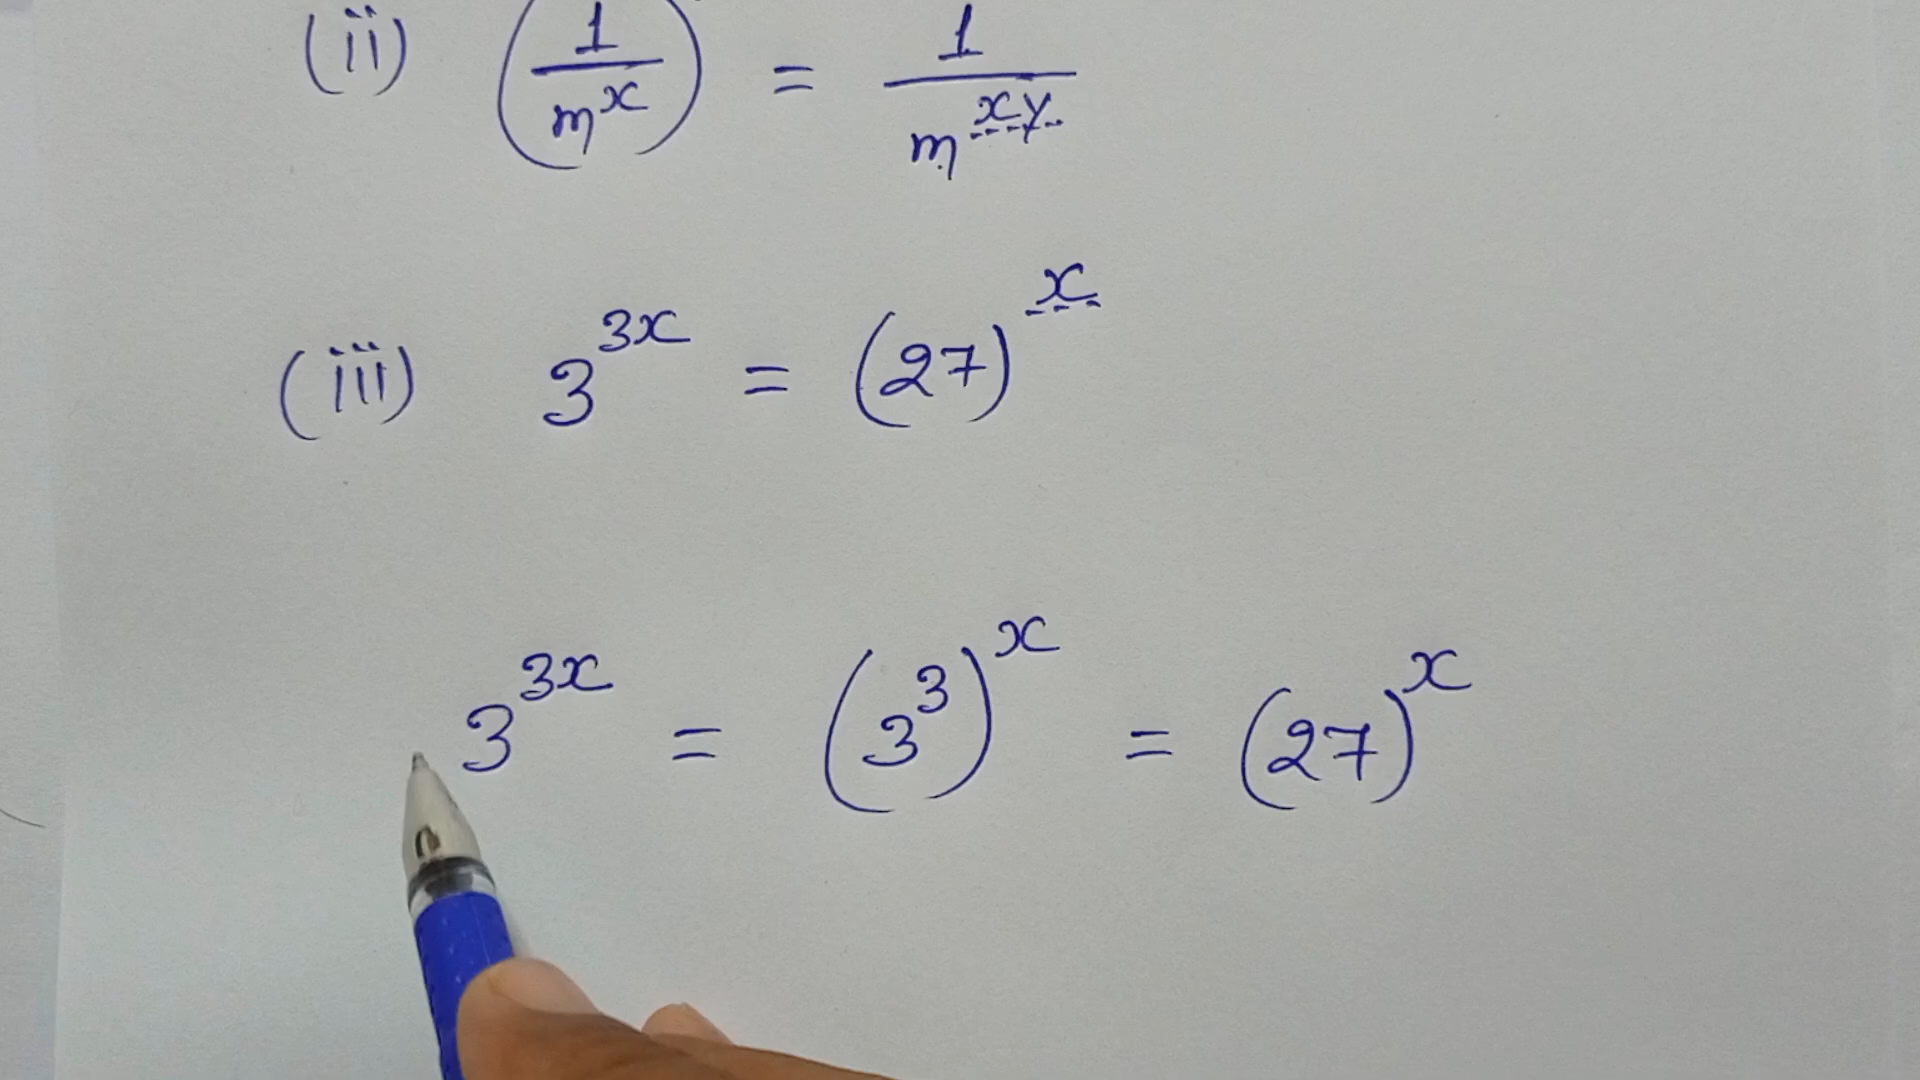 (ii) (1/m^x) = 1/m^xy
(iii) 3^3x = (27)^x
3^3x = (3^3)^x = (27)^x